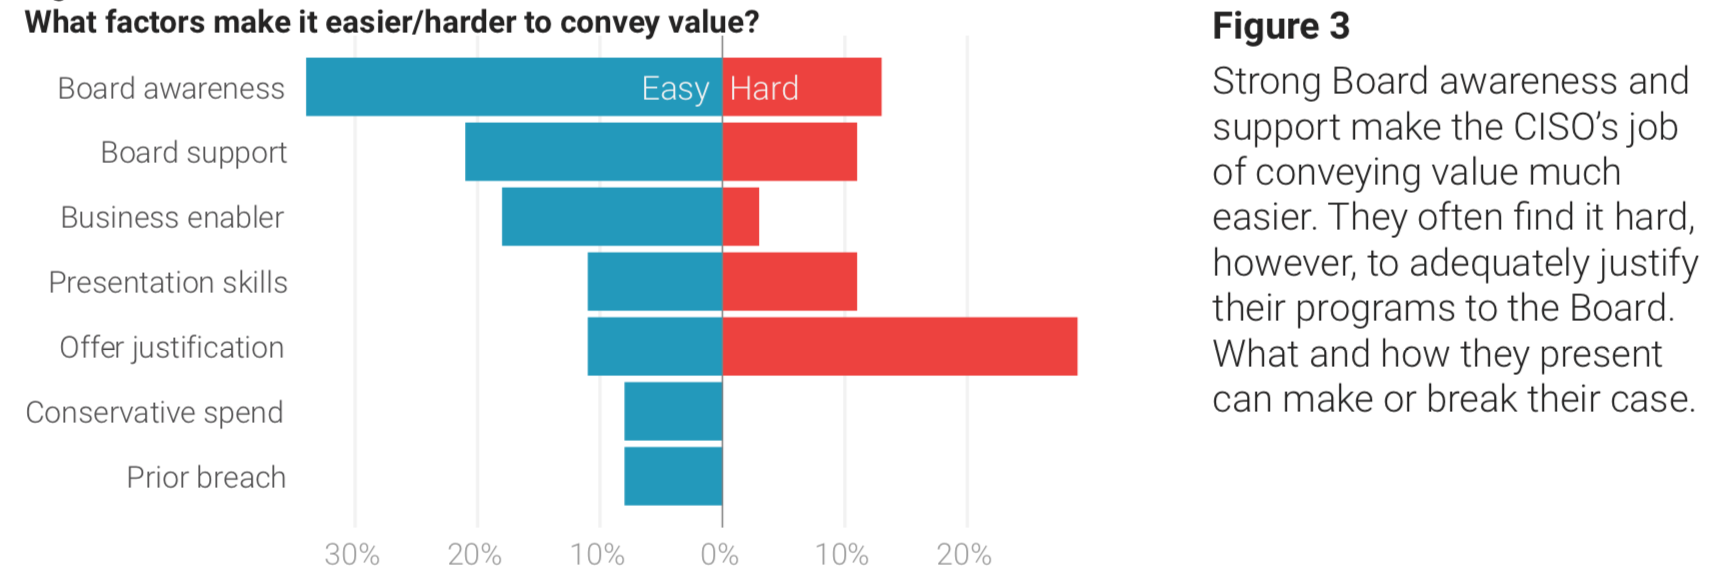 What factors make it easier/harder to convey value?
Board awareness
Easy
Hard
Board support
Business enabler
Presentation skills
Offer justification
Conservative spend
Prior breach
30% 20% 10% 0% 10% 20%
Figure 3
Strong Board awareness and
support make the CISO’s job
of conveying value much
easier. They often find it hard,
however, to adequately justify
their programs to the Board.
What and how they present
can make or break their case.